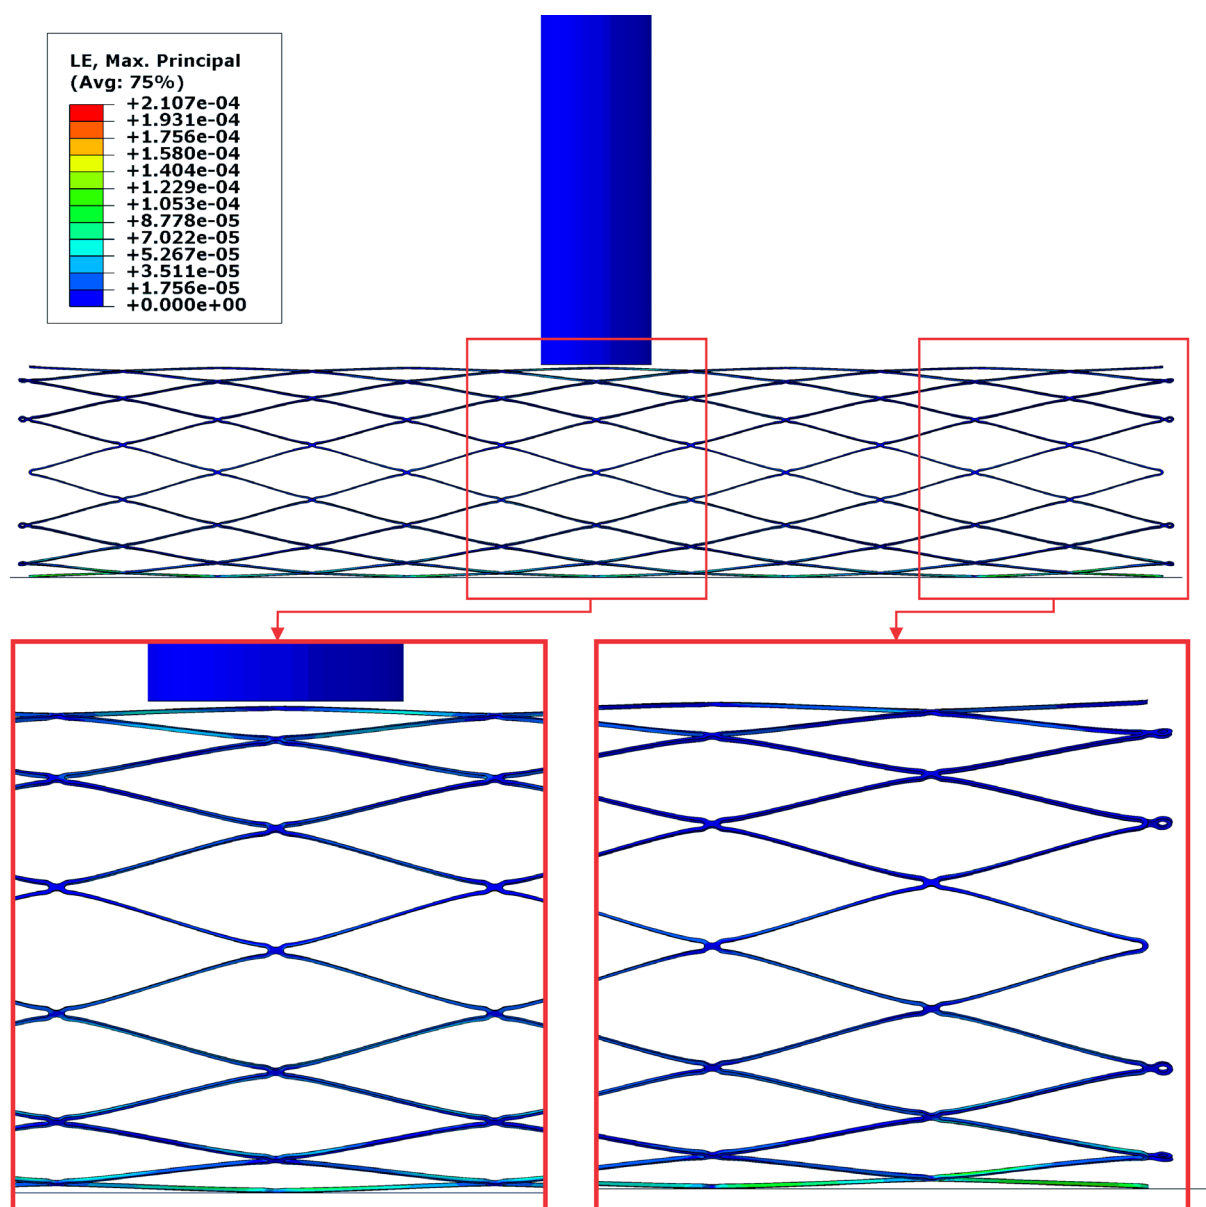 LE, Max. Principal
(Avg: 75%)
+2.107e-04
+1.931e-04
+1.756e-04
+1.580e-04
+1.404e-04
+1.229e-04
+1.053e-04
+8.778e-05
+7.022e-05
+5.267e-05
+3.511e-05
+1.756e-05
+0.000e+00